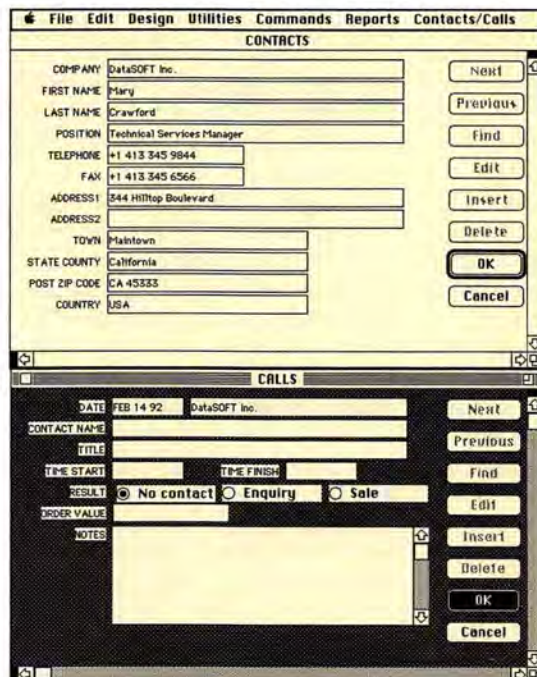 File Edit Design Utilities Commands Reports Contacts/Calls
CONTACTS
COMPANY DataSOFT Inc.
FIRST NAME Mary
LAST NAME Crawford
POSITION Technical Services Manager
TELEPHONE +1 413 345 9844
FAX +1 413 345 6566
ADDRESS1 344 Hilltop Boulevard
ADDRESS2
TOWN Maintown
STATE COUNTY California
POST ZIP CODE CA 45333
COUNTRY USA
Next
Previous
Find
Edit
Insert
Delete
OK
Cancel
CALLS
DATE FEB 14 92 DataSOFT Inc.
CONTACT NAME
TITLE
TIME START TIME FINISH
RESULT No contact Enquiry Sale
ORDER VALUE
NOTES
Next
Previous
Find
Edit
Insert
Delete
OK
Cancel